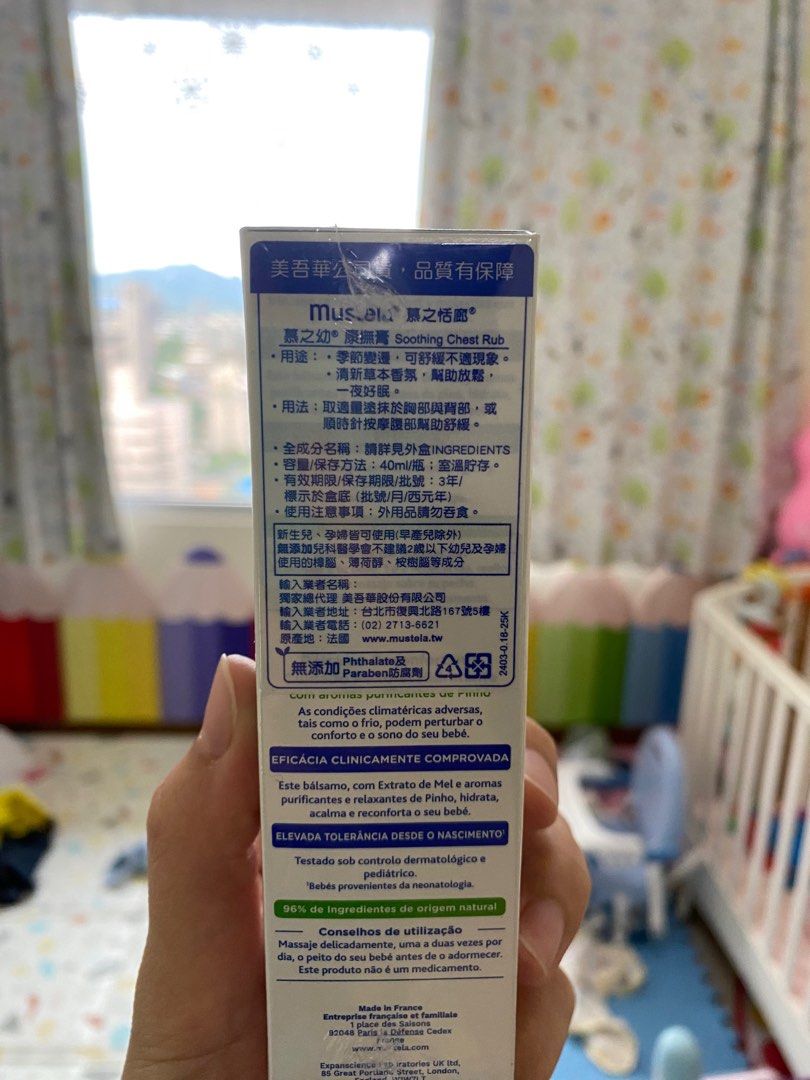 美吾華公司貨，品質有保障
mustela® 慕之恬廊®
慕之幼® 康撫膏 Soothing Chest Rub
・用途：・季節變遷，可舒緩不適現象。
・清新草本香氛，幫助放鬆，
一夜好眠。
・用法：取適量塗抹於胸部與背部，或
順時針按摩腹部幫助舒緩。
・全成分名稱：請詳見外盒INGREDIENTS
・容量/保存方法：40ml/瓶；室溫貯存。
・有效期限/保存期限/批號：3年/
標示於盒底 (批號/月/西元年)
・使用注意事項：外用品請勿吞食。
新生兒、孕婦皆可使用(早產兒除外)
無添加兒科醫學會不建議2歲以下幼兒及孕婦
使用的樟腦、薄荷醇、桉樹腦等成分
輸入業者名稱：
獨家總代理 美吾華股份有限公司
輸入業者地址：台北市復興北路167號5樓
輸入業者電話：(02) 2713-6621
原產地：法國 www.mustela.tw
2403-0.18-25K
無添加 Phthalate及
Paraben防腐劑
4
com aromas purificantes de Pinho
As condições climatéricas adversas,
tais como o frio, podem perturbar o
conforto e o sono do seu bebé.
EFICÁCIA CLINICAMENTE COMPROVADA
Este bálsamo, com Extrato de Mel e aromas
purificantes e relaxantes de Pinho, hidrata,
acalma e reconforta o seu bebé.
ELEVADA TOLERÂNCIA DESDE O NASCIMENTO¹
Testado sob controlo dermatológico e
pediátrico.
¹Bebés provenientes da neonatologia.
96% de Ingredientes de origem natural
Conselhos de utilização
Massaje delicadamente, uma a duas vezes por
dia, o peito do seu bebé antes de o adormecer.
Este produto não é um medicamento.
Made in France
Entreprise française et familiale
1 place des Saisons
92048 Paris la Défense Cedex
France
www.mustela.com
Expanscience Laboratories UK ltd,
85 Great Portland Street, London,
England, W1W7LT